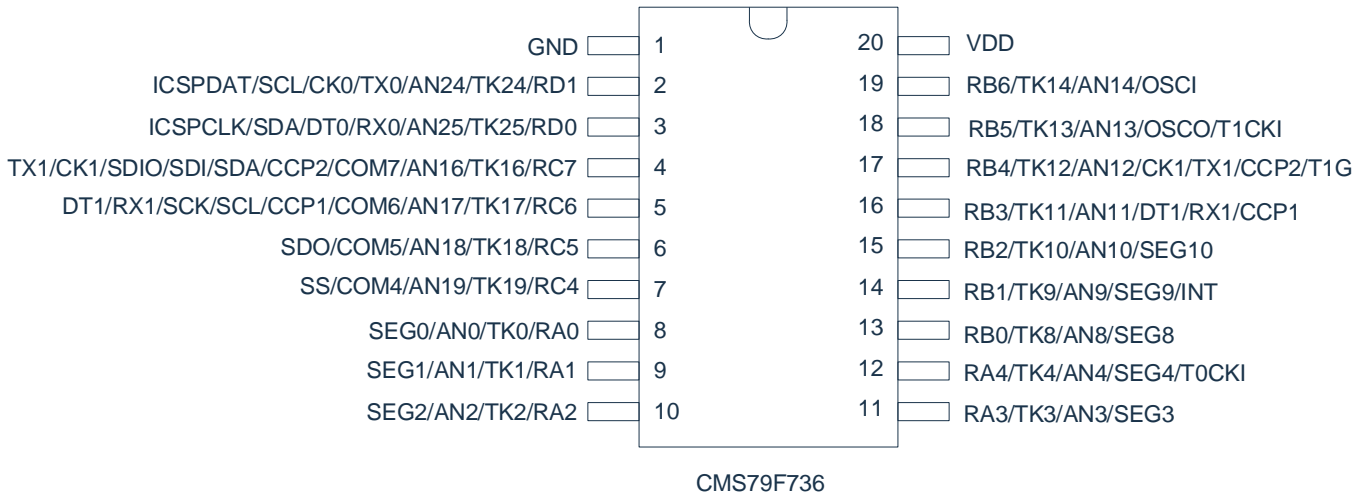 GND 1 20 VDD
ICSPDAT/SCL/CK0/TX0/AN24/TK24/RD1 2 19 RB6/TK14/AN14/OSCI
ICSPCLK/SDA/DT0/RX0/AN25/TK25/RD0 3 18 RB5/TK13/AN13/OSCO/T1CKI
TX1/CK1/SDIO/SDI/SDA/CCP2/COM7/AN16/TK16/RC7 4 17 RB4/TK12/AN12/CK1/TX1/CCP2/T1G
DT1/RX1/SCK/SCL/CCP1/COM6/AN17/TK17/RC6 5 16 RB3/TK11/AN11/DT1/RX1/CCP1
SDO/COM5/AN18/TK18/RC5 6 15 RB2/TK10/AN10/SEG10
SS/COM4/AN19/TK19/RC4 7 14 RB1/TK9/AN9/SEG9/INT
SEG0/AN0/TK0/RA0 8 13 RB0/TK8/AN8/SEG8
SEG1/AN1/TK1/RA1 9 12 RA4/TK4/AN4/SEG4/T0CKI
SEG2/AN2/TK2/RA2 10 11 RA3/TK3/AN3/SEG3
CMS79F736